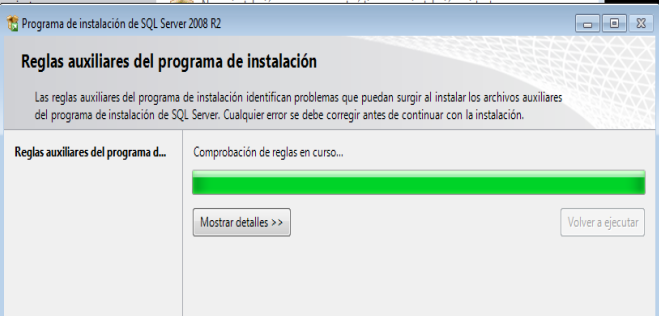 Programa de instalación de SQL Server 2008 R2
Reglas auxiliares del programa de instalación
Las reglas auxiliares del programa de instalación identifican problemas que puedan surgir al instalar los archivos auxiliares
del programa de instalación de SQL Server. Cualquier error se debe corregir antes de continuar con la instalación.
Reglas auxiliares del programa d...
Comprobación de reglas en curso...
Mostrar detalles >>
Volver a ejecutar